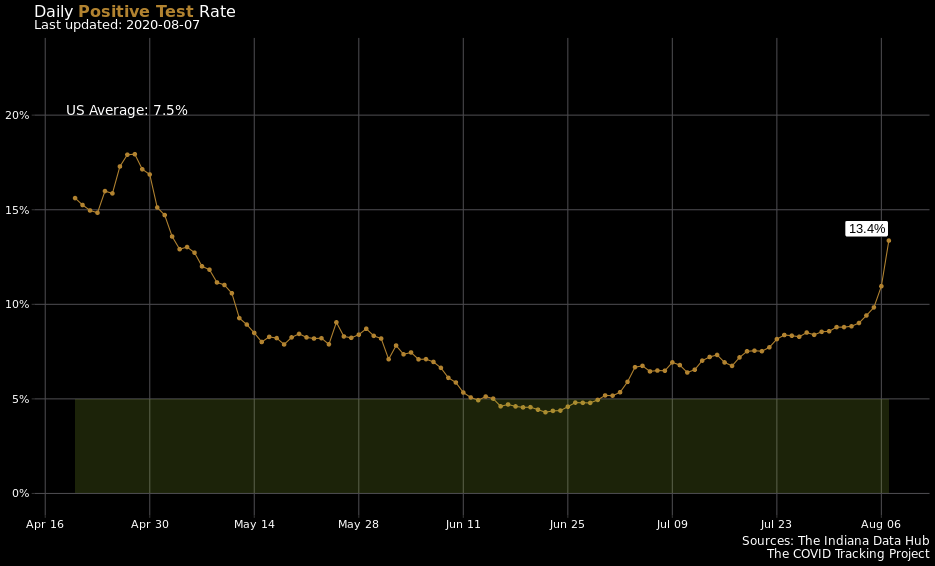 Daily Positive Test Rate
Last updated: 2020-08-07
US Average: 7.5%
20%
15%
13.4%
10%
5%
0%
Apr 16 Apr 30 May 14 May 28 Jun 11 Jun 25 Jul 09 Jul 23 Aug 06
Sources: The Indiana Data Hub
The COVID Tracking Project